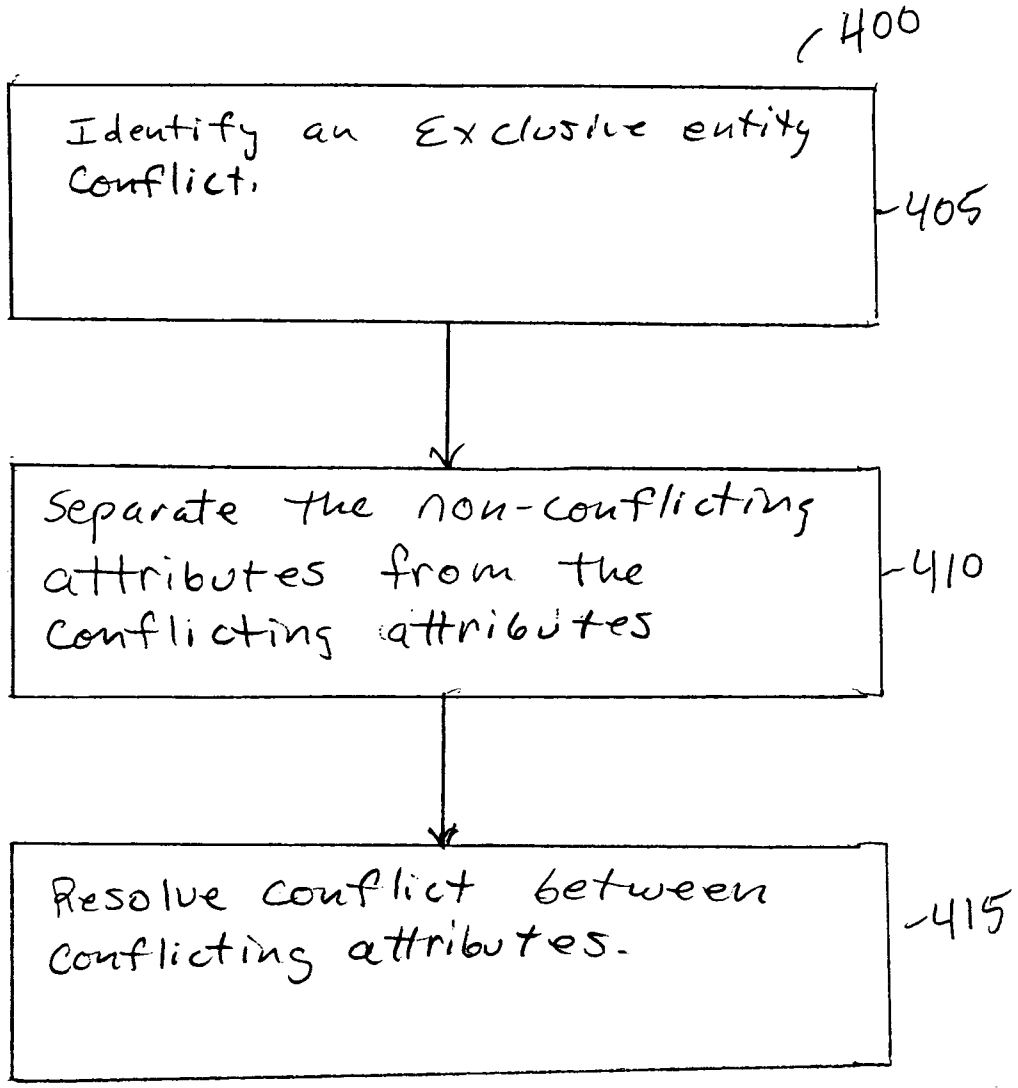 400
Identify an Exclusive entity
Conflict.
405
Separate the non-conflicting
attributes from the
Conflicting attributes
410
Resolve conflict between
Conflicting attributes.
415